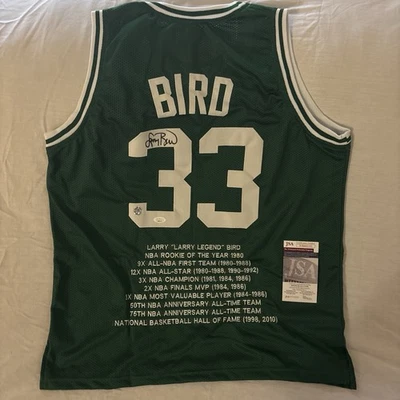 BIRD
33
LARRY "LARRY LEGEND" BIRD
NBA ROOKIE OF THE YEAR 1980
9X ALL-NBA FIRST TEAM (1980-1988)
12X NBA ALL-STAR (1980-1988, 1990-1992)
3X NBA CHAMPION (1981, 1984, 1986)
2X FINALS MVP (1984, 1986)
3X NBA MOST VALUABLE PLAYER (1984-1986)
50TH NBA ANNIVERSARY ALL-TIME TEAM
75TH NBA ANNIVERSARY ALL-TIME TEAM
NATIONAL BASKETBALL HALL OF FAME (1998, 2010)
JSA
JSA